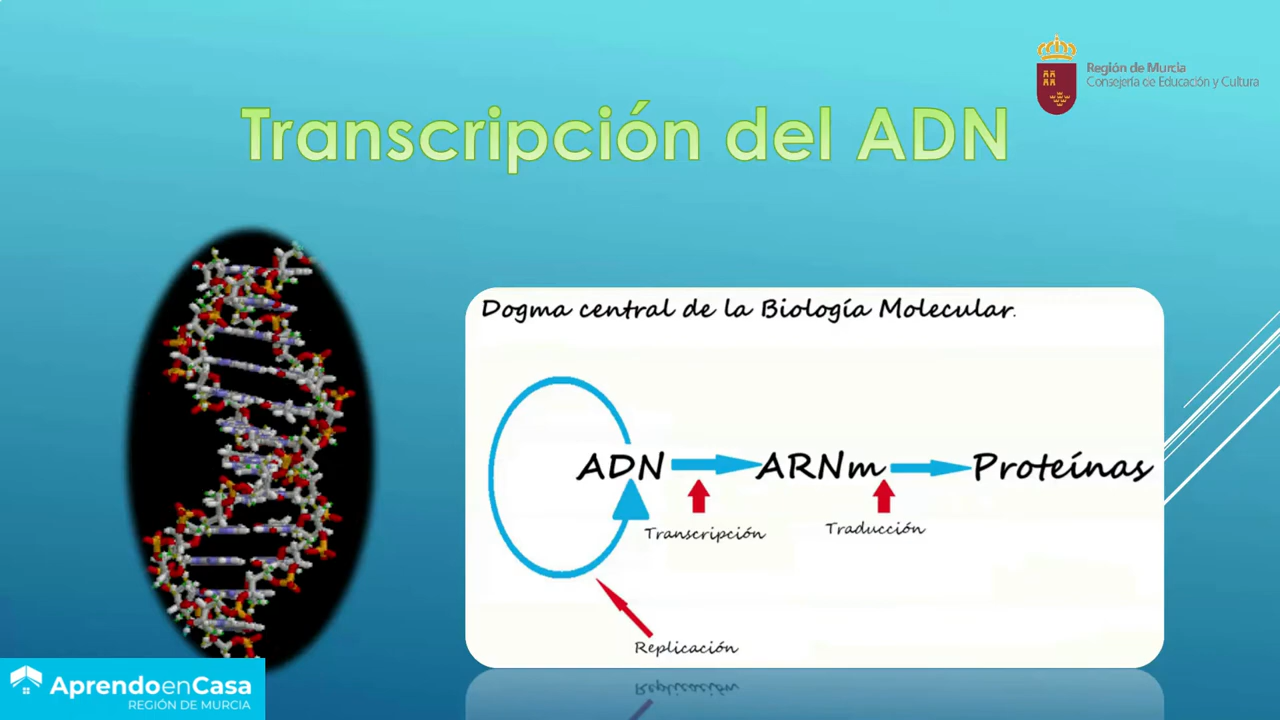 Región de Murcia
Consejería de Educación y Cultura
Transcripción del ADN
Dogma central de la Biología Molecular.
ADN
ARNm
Proteínas
Transcripción
Traducción
Replicación
Replicación
AprendoenCasa
REGIÓN DE MURCIA